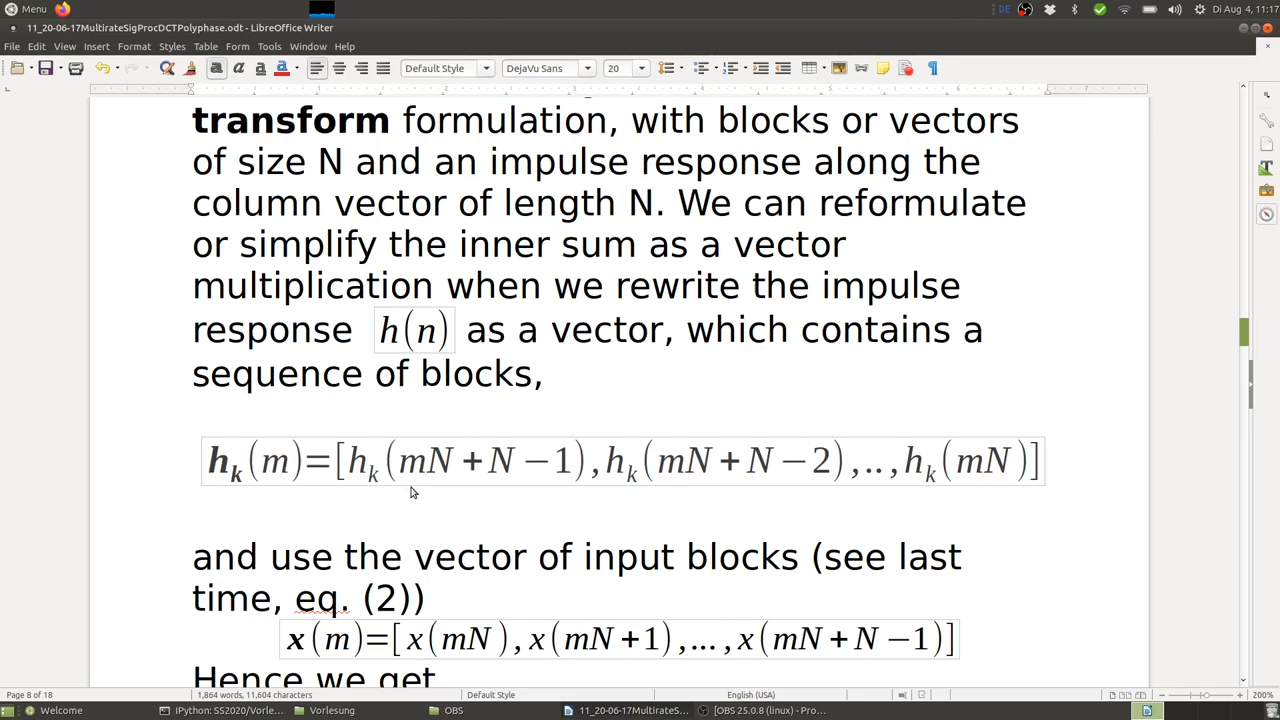 Menu
DE
Di Aug 4, 11:17
11_20-06-17MultirateSigProcDCTPolyphase.odt - LibreOffice Writer
File Edit View Insert Format Styles Table Form Tools Window Help
Default Style DejaVu Sans 20
transform formulation, with blocks or vectors
of size N and an impulse response along the
column vector of length N. We can reformulate
or simplify the inner sum as a vector
multiplication when we rewrite the impulse
response h(n) as a vector, which contains a
sequence of blocks,
h_k(m)=[h_k(mN+N−1),h_k(mN+N−2),..,h_k(mN)]
and use the vector of input blocks (see last
time, eq. (2))
x(m)=[x(mN),x(mN+1),...,x(mN+N−1)]
Hence we get
Page 8 of 18 1,864 words, 11,604 characters Default Style English (USA) 200%
Welcome IPython: SS2020/Vorle... Vorlesung OBS 11_20-06-17MultirateS... [OBS 25.0.8 (linux) - Pro...